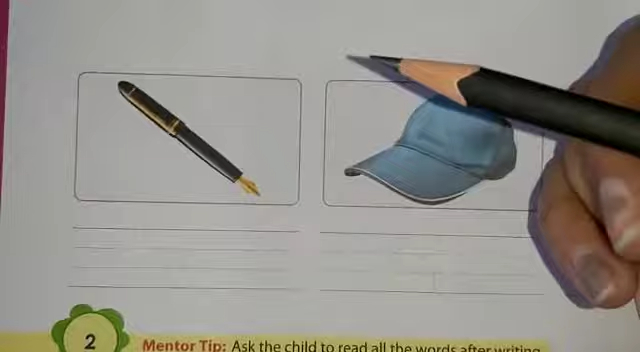 2
Mentor Tip: Ask the child to read all the words after writing